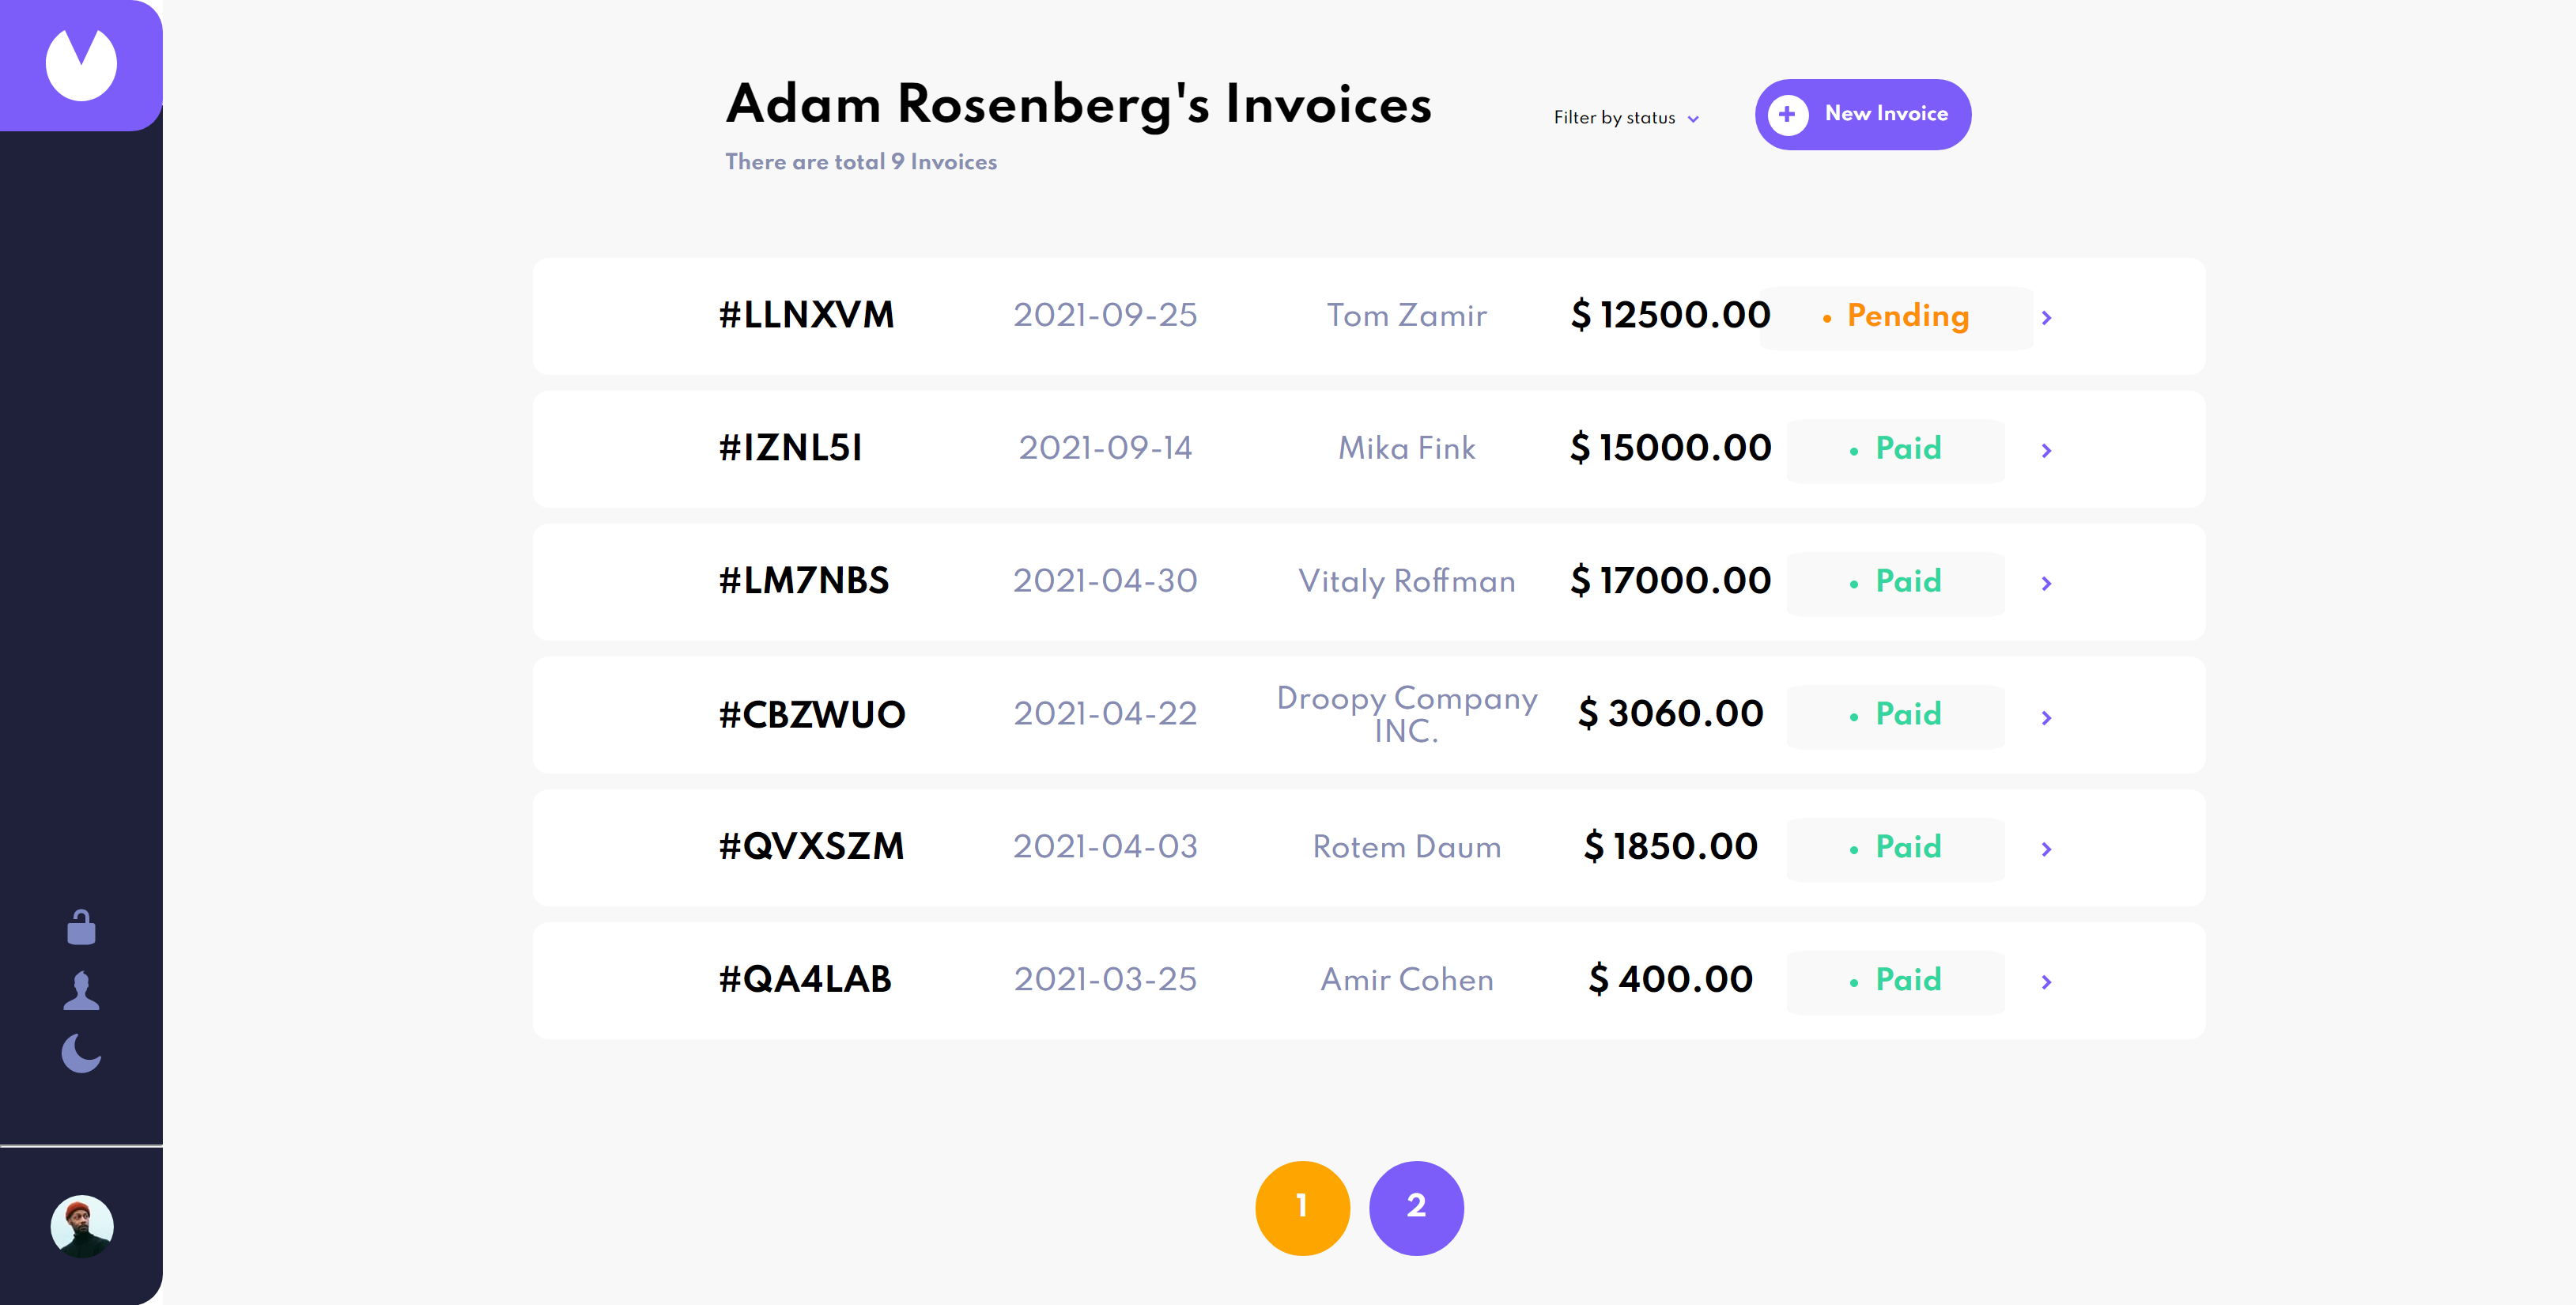 Adam Rosenberg's Invoices
There are total 9 Invoices
Filter by status
New Invoice
#LLNXVM 2021-09-25 Tom Zamir $ 12500.00 • Pending
#IZNL5I 2021-09-14 Mika Fink $ 15000.00 • Paid
#LM7NBS 2021-04-30 Vitaly Roffman $ 17000.00 • Paid
#CBZWUO 2021-04-22 Droopy Company INC. $ 3060.00 • Paid
#QVXSZM 2021-04-03 Rotem Daum $ 1850.00 • Paid
#QA4LAB 2021-03-25 Amir Cohen $ 400.00 • Paid
1 2